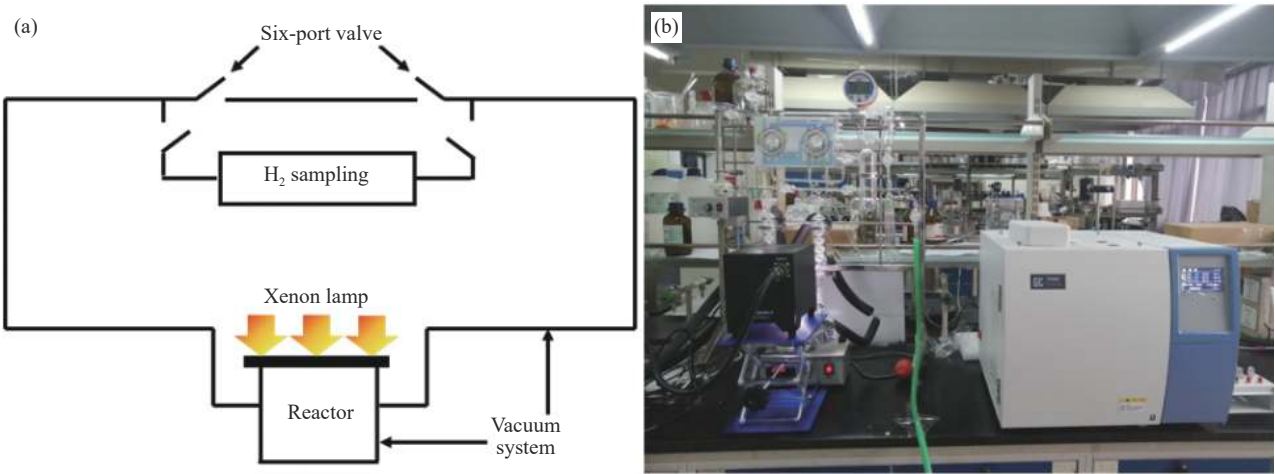 (a)
Six-port valve
H₂ sampling
Xenon lamp
Reactor
Vacuum
system
(b)
GC